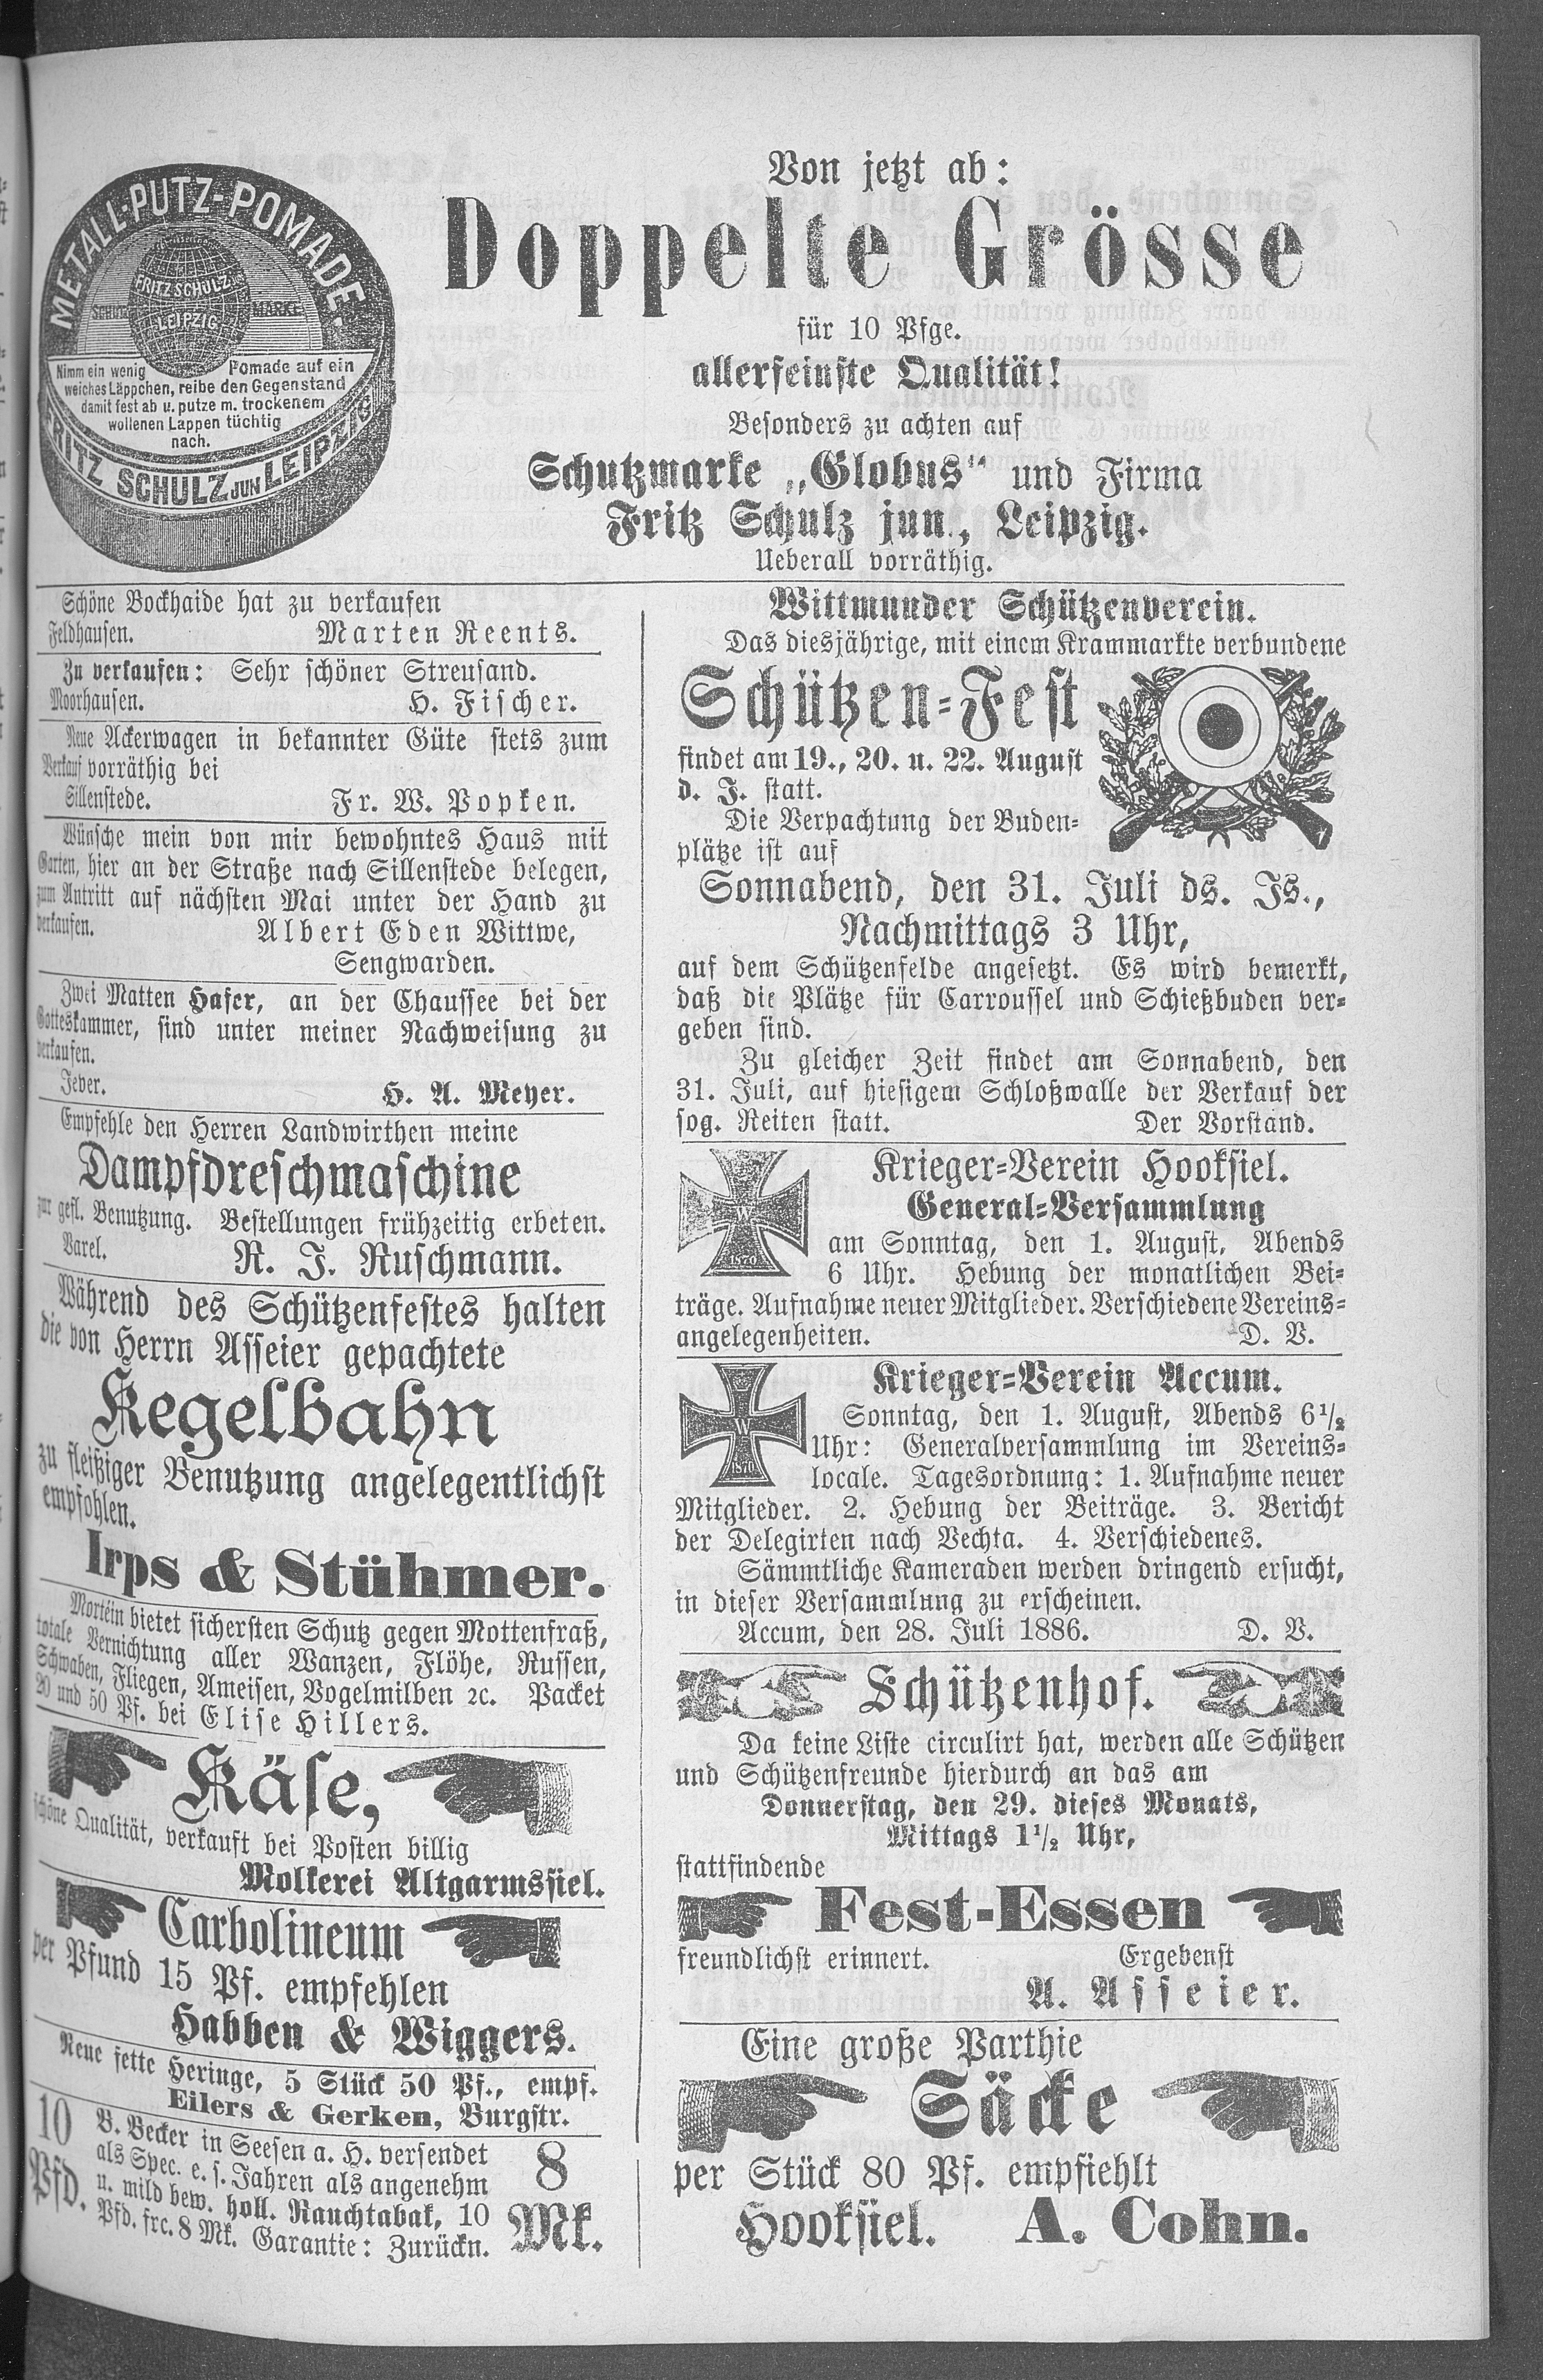 METALL-PUTZ-POMADE.
FRITZ SCHULZ
LEIPZIG
SCHUTZ MARKE
Nimm ein wenig Pomade auf ein
weiches Läppchen, reibe den Gegenstand
damit fest ab u. putze m. trockenem
wollenen Lappen tüchtig
nach.
FRITZ SCHULZ JUN LEIPZIG
Von jetzt ab:
Doppelte Grösse
für 10 Pfge.
allerfeinste Qualität!
Besonders zu achten auf
Schutzmarke „Globus“ und Firma
Fritz Schulz jun., Leipzig.
Ueberall vorräthig.
Schöne Bockhaide hat zu verkaufen
Feldhausen. Marten Reents.
Zu verkaufen: Sehr schöner Streusand.
Moorhausen. H. Fischer.
Neue Ackerwagen in bekannter Güte stets zum
Verkauf vorräthig bei
Sillenstede. Fr. W. Popken.
Wünsche mein von mir bewohntes Haus mit
Garten, hier an der Straße nach Sillenstede belegen,
zum Antritt auf nächsten Mai unter der Hand zu
verkaufen. Albert Eden Wittwe,
Sengwarden.
Zwei Matten Hafer, an der Chaussee bei der
Gotteskammer, sind unter meiner Nachweisung zu
verkaufen.
Jever. H. A. Meyer.
Empfehle den Herren Landwirthen meine
Dampfdreschmaschine
zur gefl. Benutzung. Bestellungen frühzeitig erbeten.
Varel. R. J. Ruschmann.
Während des Schützenfestes halten
die von Herrn Asseier gepachtete
Kegelbahn
zu fleißiger Benutzung angelegentlichst
empfohlen.
Irps & Stühmer.
Mortëin bietet sichersten Schutz gegen Mottenfraß,
totale Vernichtung aller Wanzen, Flöhe, Russen,
Schwaben, Fliegen, Ameisen, Vogelmilben ꝛc. Packet
20 und 50 Pf. bei Elise Hillers.
Käse,
schöne Qualität, verkauft bei Posten billig
Molkerei Altgarmssiel.
Carbolineum
per Pfund 15 Pf. empfehlen
Habben & Wiggers.
Neue fette Heringe, 5 Stück 50 Pf., empf.
Eilers & Gerken, Burgstr.
10 Pfd.
B. Becker in Seesen a. H. versendet
als Spec. e. s. Jahren als angenehm
u. mild bew. holl. Rauchtabak, 10
Pfd. frc. 8 Mk. Garantie: Zurückn.
8 Mk.
Wittmunder Schützenverein.
Das diesjährige, mit einem Krammarkte verbundene
Schützen-Fest
findet am 19., 20. u. 22. August
d. J. statt.
Die Verpachtung der Buden-
plätze ist auf
Sonnabend, den 31. Juli ds. Js.,
Nachmittags 3 Uhr,
auf dem Schützenfelde angesetzt. Es wird bemerkt,
daß die Plätze für Carroussel und Schießbuden ver-
geben sind.
Zu gleicher Zeit findet am Sonnabend, den
31. Juli, auf hiesigem Schloßwalle der Verkauf der
sog. Reiten statt. Der Vorstand.
W
1870
Krieger-Verein Hooksiel.
General-Versammlung
am Sonntag, den 1. August, Abends
6 Uhr. Hebung der monatlichen Bei-
träge. Aufnahme neuer Mitglieder. Verschiedene Vereins-
angelegenheiten. D. V.
W
1870
Krieger-Verein Accum.
Sonntag, den 1. August, Abends 6½
Uhr: Generalversammlung im Vereins-
locale. Tagesordnung: 1. Aufnahme neuer
Mitglieder. 2. Hebung der Beiträge. 3. Bericht
der Delegirten nach Vechta. 4. Verschiedenes.
Sämmtliche Kameraden werden dringend ersucht,
in dieser Versammlung zu erscheinen.
Accum, den 28. Juli 1886. D. V.
Schützenhof.
Da keine Liste circulirt hat, werden alle Schützen
und Schützenfreunde hierdurch an das am
Donnerstag, den 29. dieses Monats,
Mittags 1½ Uhr,
stattfindende
Fest-Essen
freundlichst erinnert. Ergebenst
A. Asseier.
Eine große Parthie
Säcke
per Stück 80 Pf. empfiehlt
Hooksiel. A. Cohn.